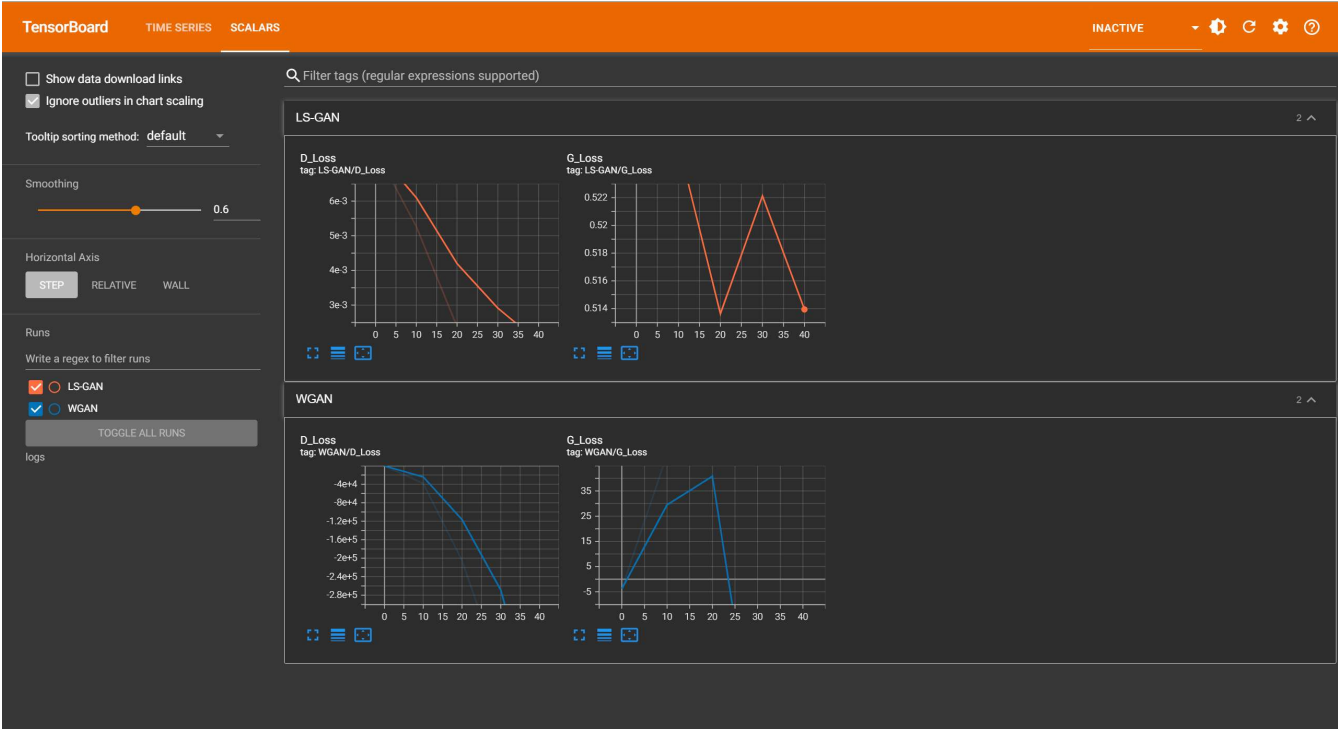 TensorBoard TIME SERIES SCALARS INACTIVE
Show data download links
Ignore outliers in chart scaling
Tooltip sorting method: default
Smoothing
0.6
Horizontal Axis
STEP RELATIVE WALL
Runs
Write a regex to filter runs
LS-GAN
WGAN
TOGGLE ALL RUNS
logs
Filter tags (regular expressions supported)
LS-GAN 2
D_Loss
tag: LS-GAN/D_Loss
6e-3
5e-3
4e-3
3e-3
0 5 10 15 20 25 30 35 40
G_Loss
tag: LS-GAN/G_Loss
0.522
0.52
0.518
0.516
0.514
0 5 10 15 20 25 30 35 40
WGAN 2
D_Loss
tag: WGAN/D_Loss
-4e+4
-8e+4
-1.2e+5
-1.6e+5
-2e+5
-2.4e+5
-2.8e+5
0 5 10 15 20 25 30 35 40
G_Loss
tag: WGAN/G_Loss
35
25
15
5
-5
0 5 10 15 20 25 30 35 40